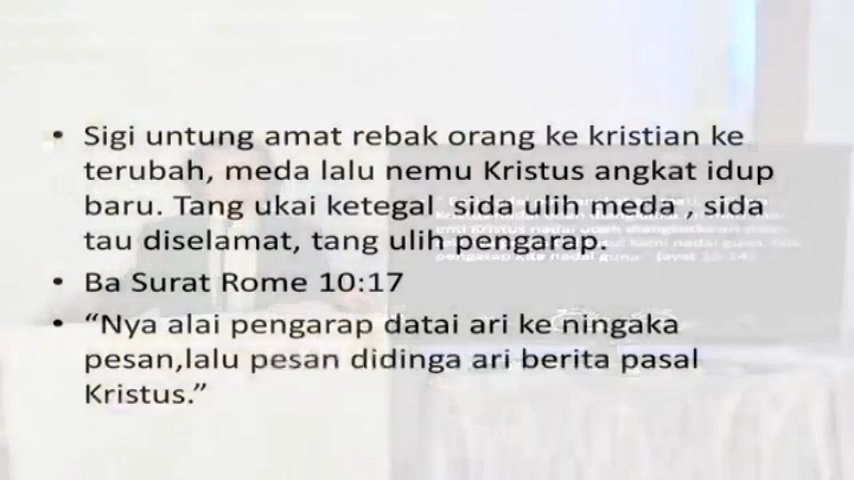 • Sigi untung amat rebak orang ke kristian ke
terubah, meda lalu nemu Kristus angkat idup
baru. Tang ukai ketegal sida ulih meda , sida
tau diselamat, tang ulih pengarap.
• Ba Surat Rome 10:17
• “Nya alai pengarap datai ari ke ningaka
pesan,lalu pesan didinga ari berita pasal
Kristus.”